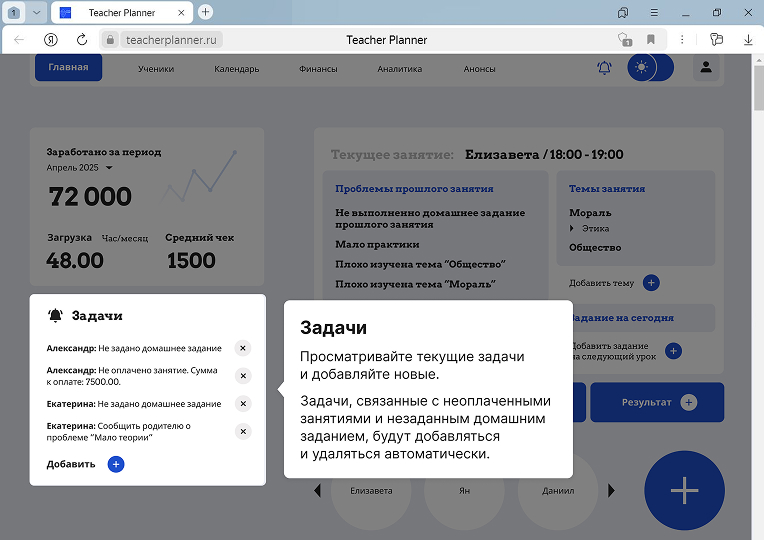 1
Teacher Planner
teacherplanner.ru
Teacher Planner
1
Главная
Ученики
Календарь
Финансы
Аналитика
Анонсы
Заработано за период
Апрель 2025
72 000
Загрузка Час/месяц
48.00
Средний чек
1500
Текущее занятие: Елизавета / 18:00 - 19:00
Проблемы прошлого занятия
Не выполненно домашнее задание
прошлого занятия
Мало практики
Плохо изучена тема "Общество"
Плохо изучена тема "Мораль"
Темы занятия
Мораль
Этика
Общество
Добавить тему
Задание на сегодня
Добавить задание
на следующий урок
Результат
Задачи
Александр: Не задано домашнее задание
Александр: Не оплачено занятие. Сумма
к оплате: 7500.00.
Екатерина: Не задано домашнее задание
Екатерина: Сообщить родителю о
проблеме "Мало теории"
Добавить
Задачи
Просматривайте текущие задачи
и добавляйте новые.
Задачи, связанные с неоплаченными
занятиями и незаданным домашним
заданием, будут добавляться
и удаляться автоматически.
Елизавета
Ян
Даниил